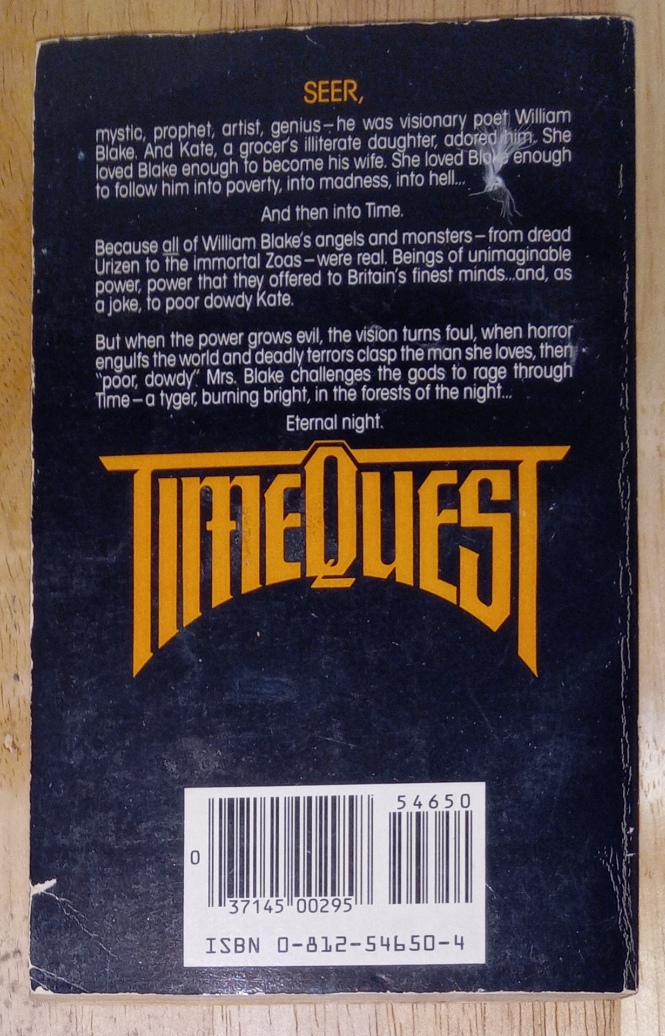 SEER,
mystic, prophet, artist, genius—he was visionary poet William
Blake. And Kate, a grocer's illiterate daughter, adored him. She
loved Blake enough to become his wife. She loved Blake enough
to follow him into poverty, into madness, into hell...
And then into Time.
Because all of William Blake's angels and monsters—from dread
Urizen to the immortal Zoas—were real. Beings of unimaginable
power, power that they offered to Britain's finest minds...and, as
a joke, to poor dowdy Kate.
But when the power grows evil, the vision turns foul, when horror
engulfs the world and deadly terrors clasp the man she loves, then
"poor, dowdy" Mrs. Blake challenges the gods to rage through
Time—a tyger, burning bright, in the forests of the night...
Eternal night.
TIMEQUEST
54650
0
37145 00295
ISBN 0-812-54650-4